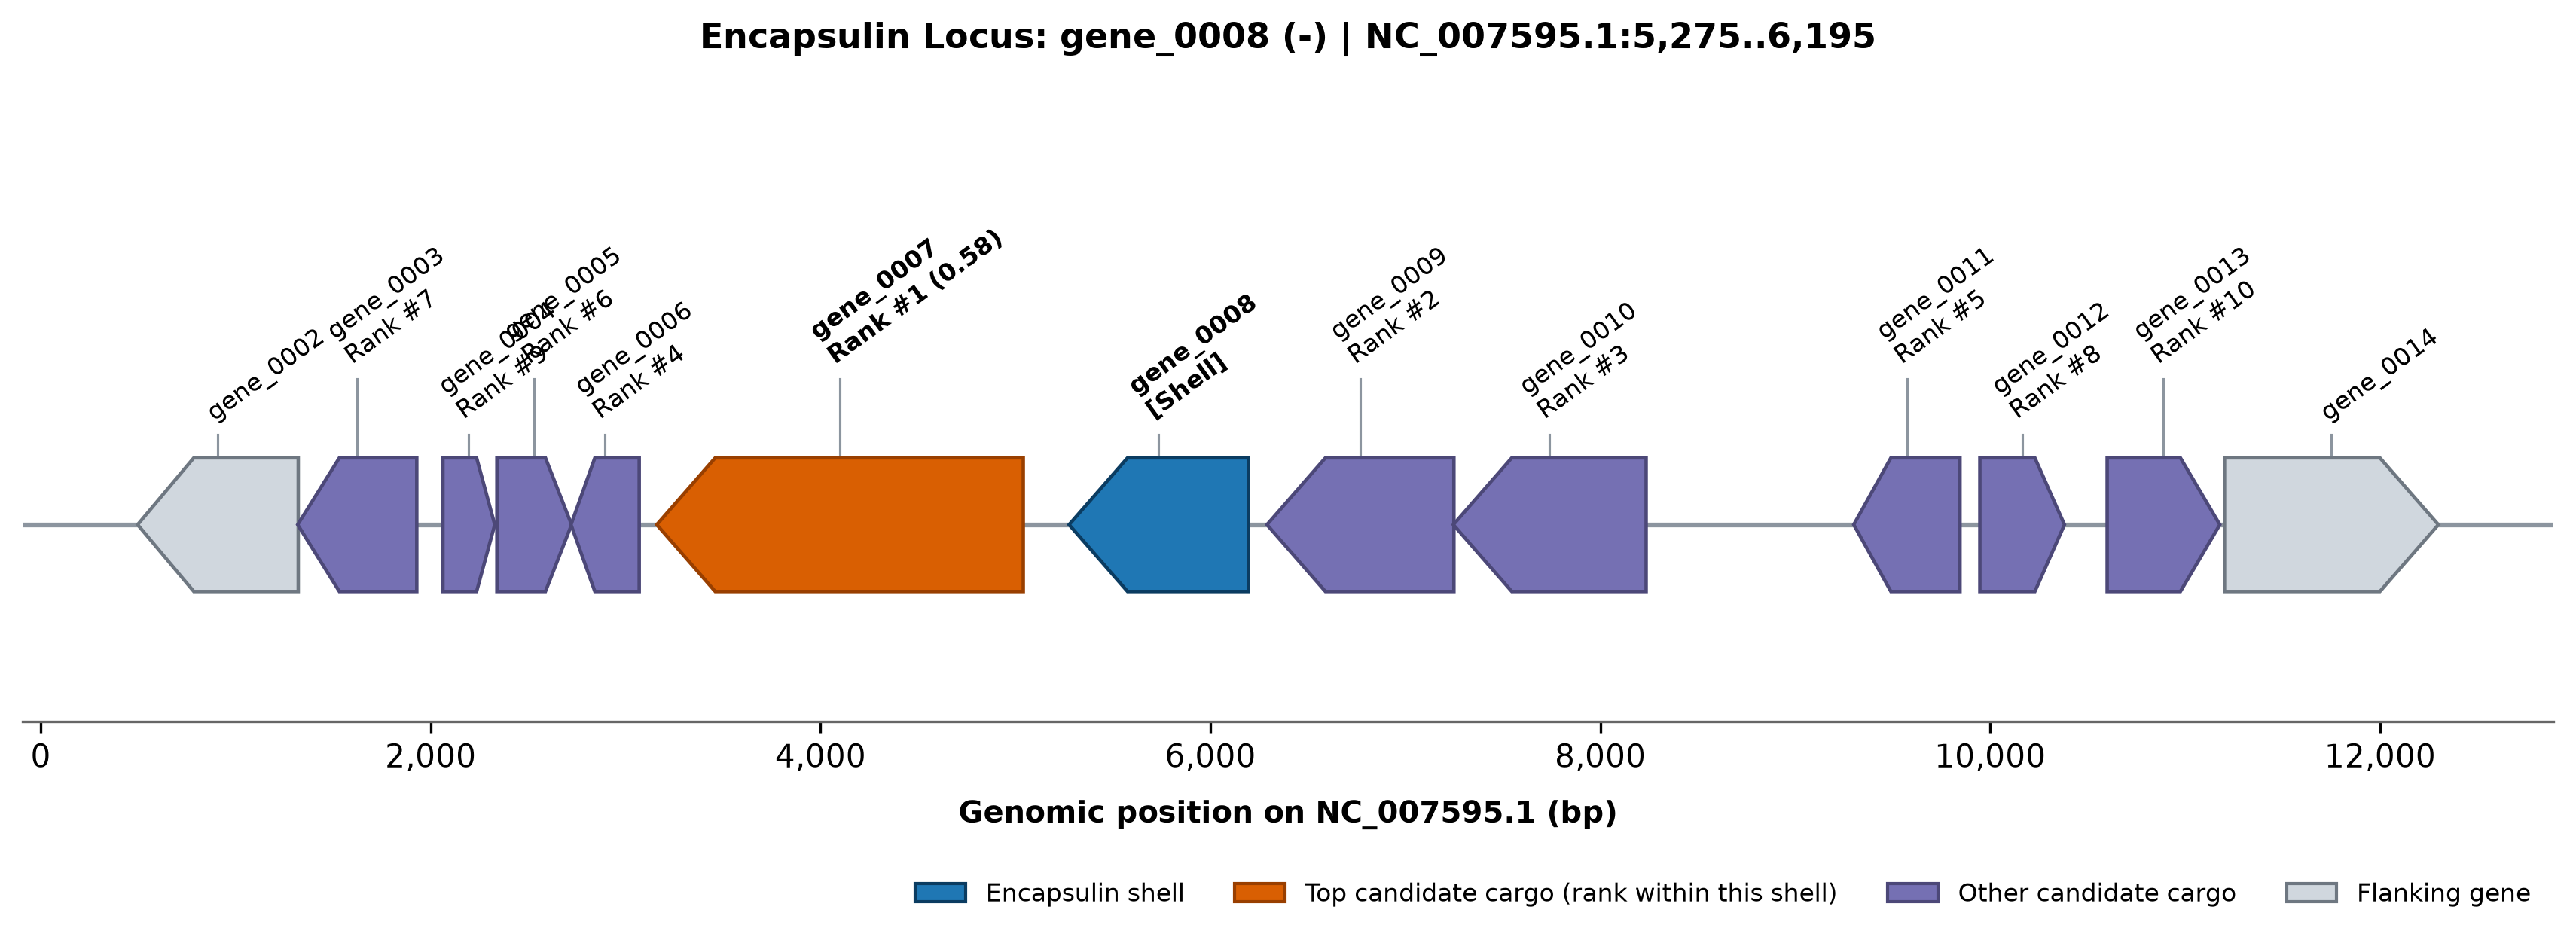 Encapsulin Locus: gene_0008 (-) | NC_007595.1:5,275..6,195
gene_0002
gene_0003
Rank #7
gene_0004
Rank #9
gene_0005
Rank #6
gene_0006
Rank #4
gene_0007
Rank #1 (0.58)
gene_0008
[Shell]
gene_0009
Rank #2
gene_0010
Rank #3
gene_0011
Rank #5
gene_0012
Rank #8
gene_0013
Rank #10
gene_0014
0
2,000
4,000
6,000
8,000
10,000
12,000
Genomic position on NC_007595.1 (bp)
Encapsulin shell
Top candidate cargo (rank within this shell)
Other candidate cargo
Flanking gene